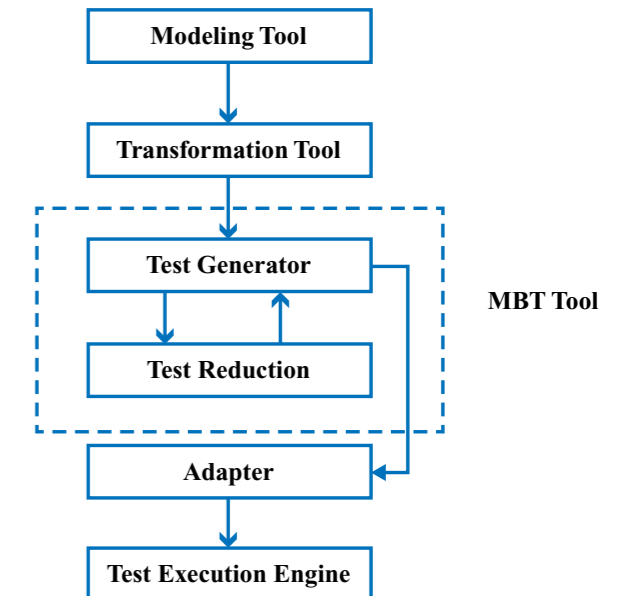 Modeling Tool
Transformation Tool
Test Generator
MBT Tool
Test Reduction
Adapter
Test Execution Engine